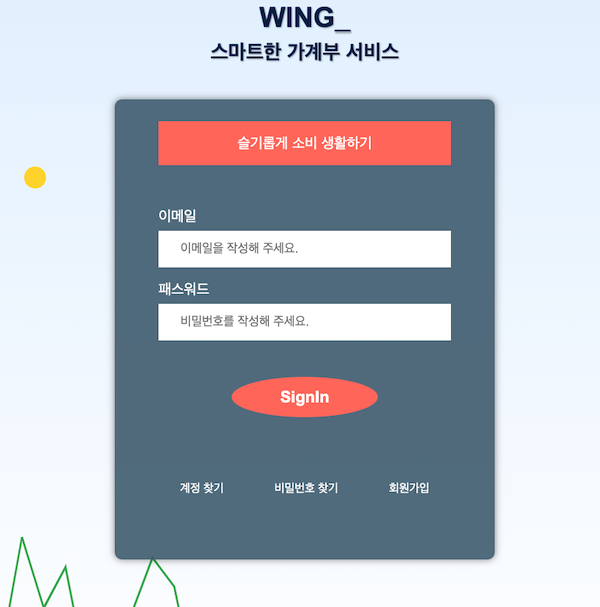 WING_
스마트한 가계부 서비스
슬기롭게 소비 생활하기
이메일
이메일을 작성해 주세요.
패스워드
비밀번호를 작성해 주세요.
SignIn
계정 찾기 비밀번호 찾기 회원가입